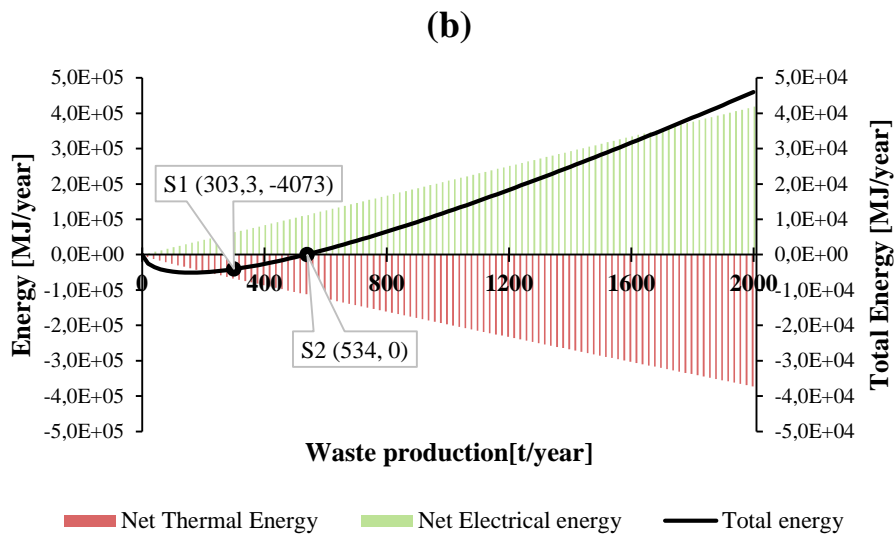 (b)
Energy [MJ/year]
5,0E+05
4,0E+05
3,0E+05
2,0E+05
1,0E+05
0,0E+00
-1,0E+05
-2,0E+05
-3,0E+05
-4,0E+05
-5,0E+05
S1 (303,3, -4073)
S2 (534, 0)
0
400
800
1200
1600
2000
5,0E+04
4,0E+04
3,0E+04
2,0E+04
1,0E+04
0,0E+00
-1,0E+04
-2,0E+04
-3,0E+04
-4,0E+04
-5,0E+04
Total Energy [MJ/year]
Waste production[t/year]
Net Thermal Energy
Net Electrical energy
Total energy